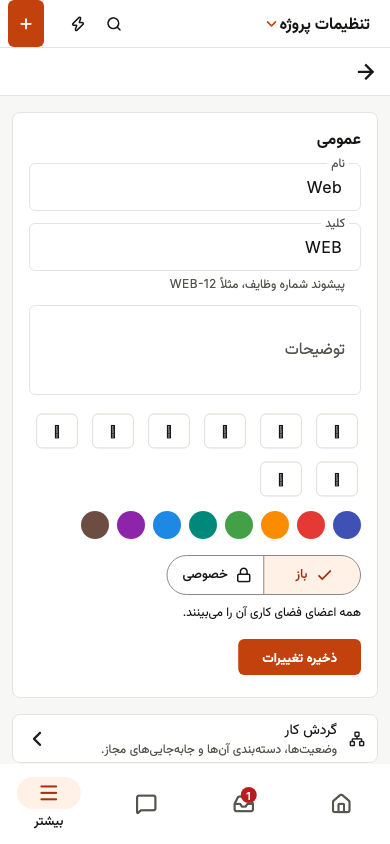 تنظیمات پروژه
عمومی
نام
Web
کلید
WEB
پیشوند شماره وظایف، مثلاً WEB-12
توضیحات
باز
خصوصی
همه اعضای فضای کاری آن را می‌بینند.
ذخیره تغییرات
گردش کار
وضعیت‌ها، دسته‌بندی آن‌ها و جابه‌جایی‌های مجاز.
1
بیشتر